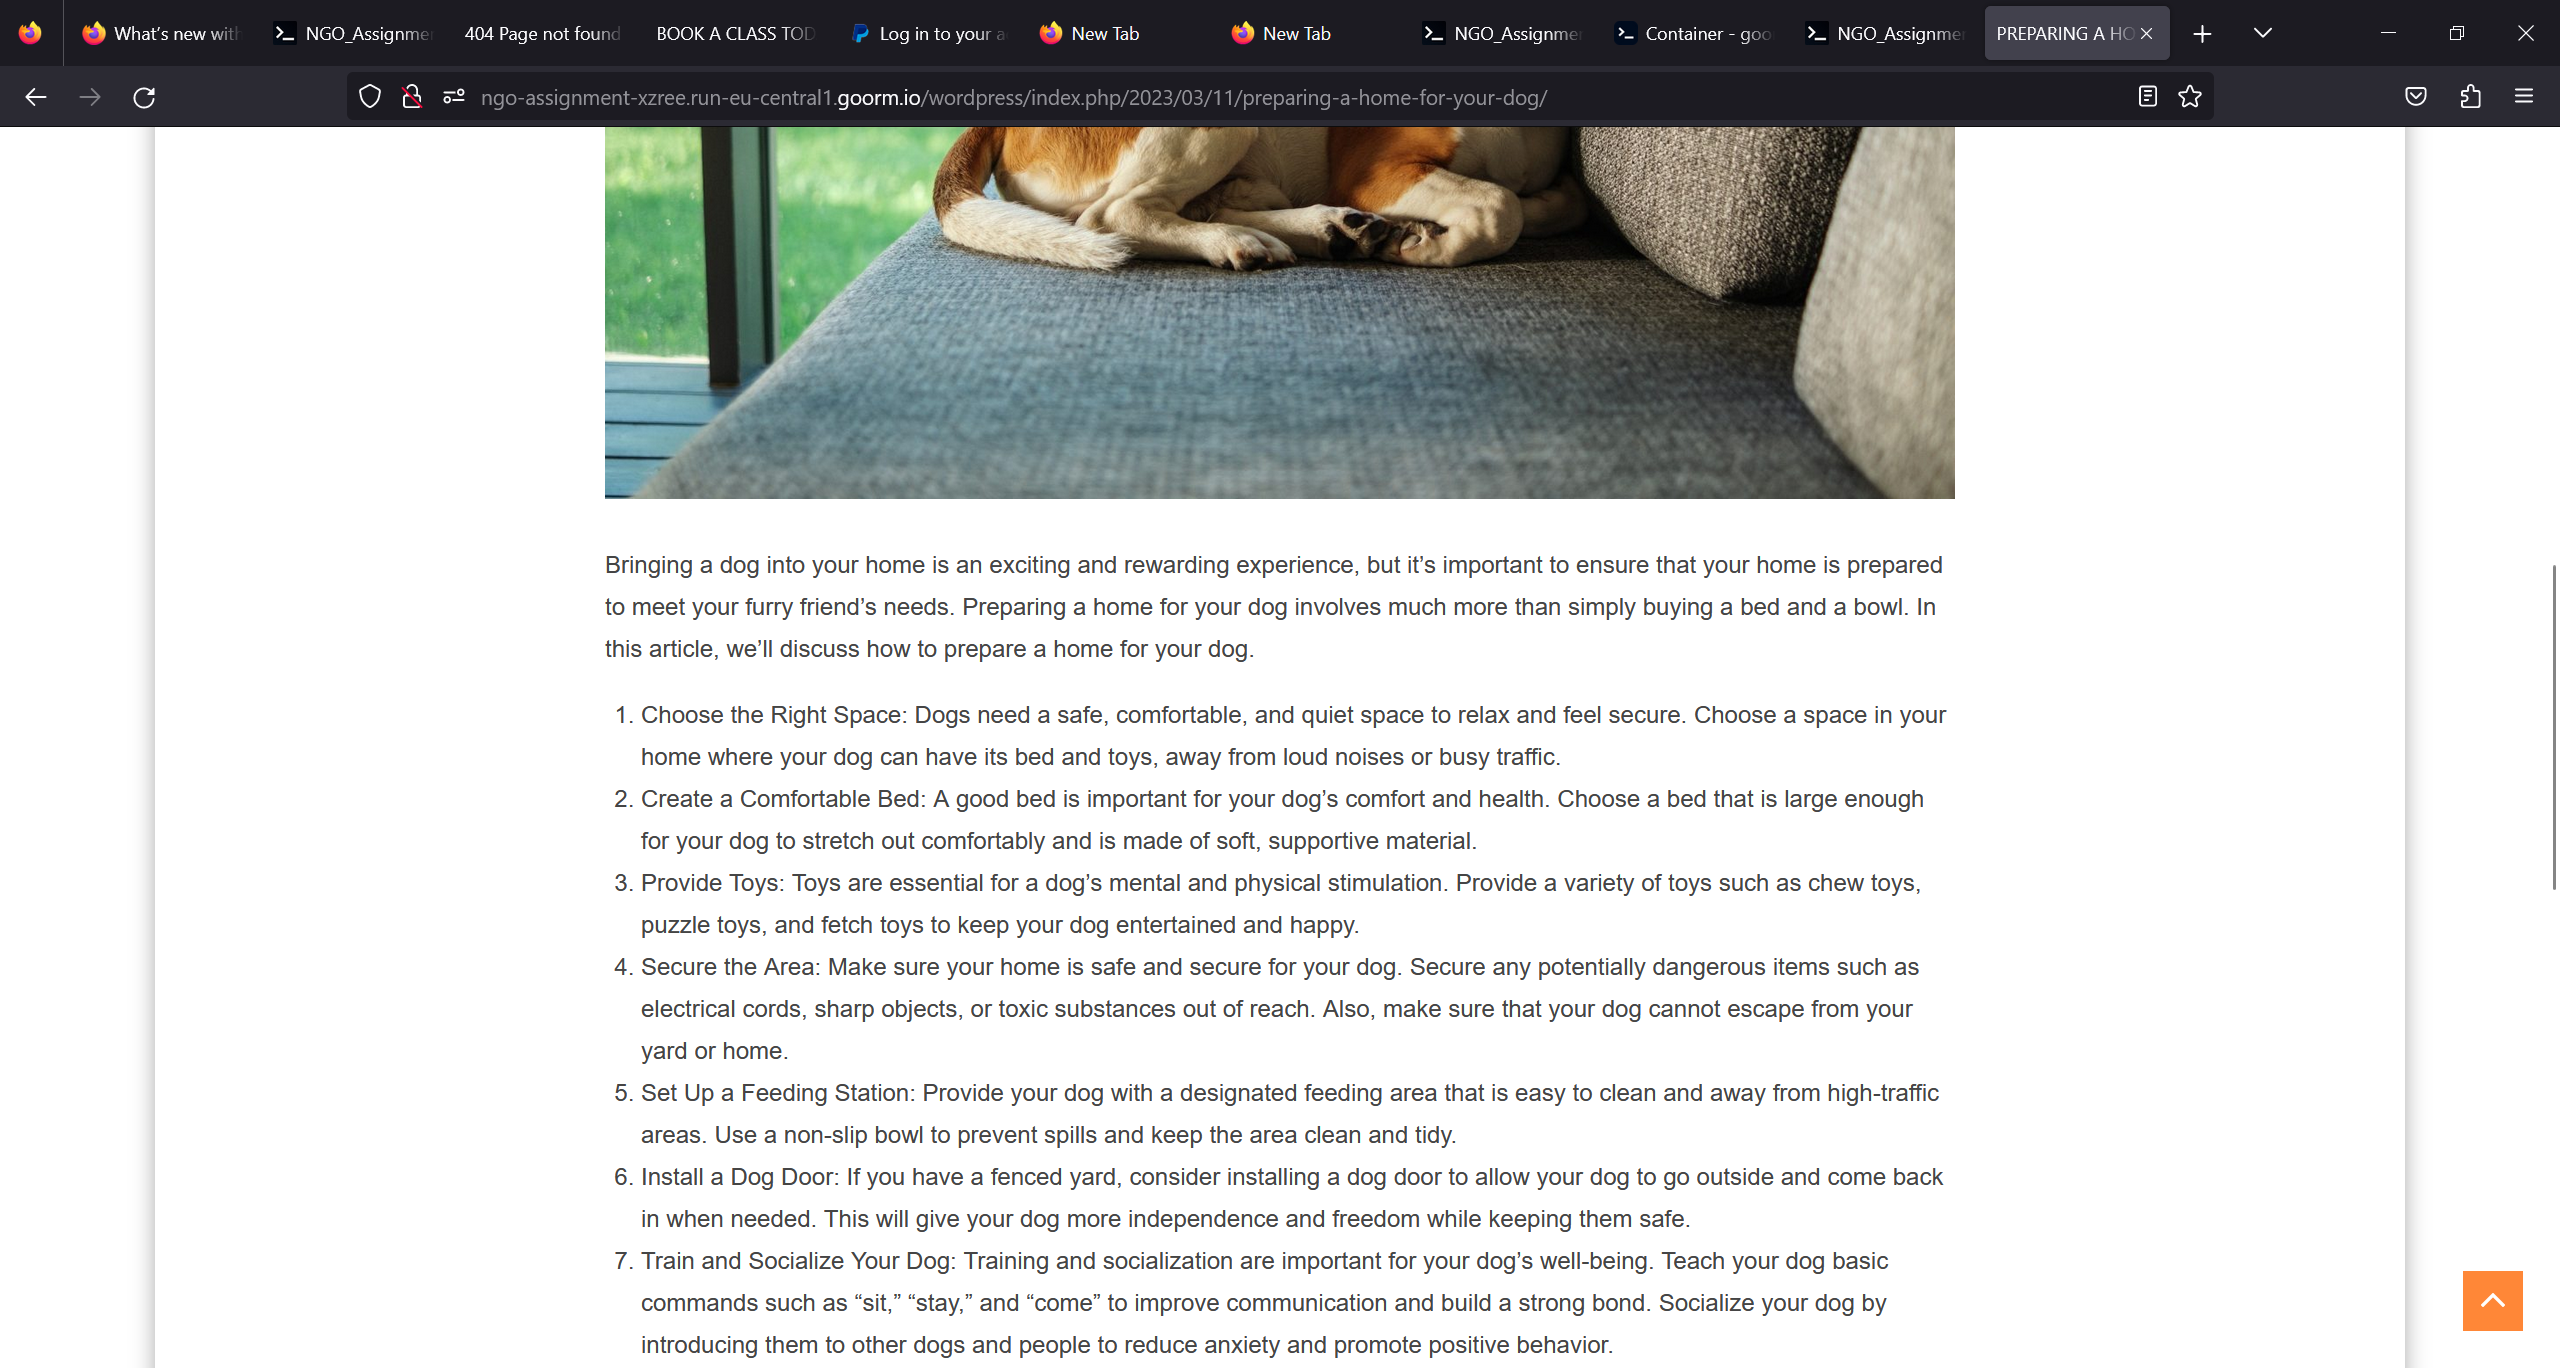 What's new with
NGO_Assignmen
404 Page not found
BOOK A CLASS TOD
Log in to your a
New Tab
New Tab
NGO_Assignmen
Container - goo
NGO_Assignmen
PREPARING A HO
ngo-assignment-xzree.run-eu-central1.goorm.io/wordpress/index.php/2023/03/11/preparing-a-home-for-your-dog/
Bringing a dog into your home is an exciting and rewarding experience, but it’s important to ensure that your home is prepared
to meet your furry friend’s needs. Preparing a home for your dog involves much more than simply buying a bed and a bowl. In
this article, we’ll discuss how to prepare a home for your dog.
1. Choose the Right Space: Dogs need a safe, comfortable, and quiet space to relax and feel secure. Choose a space in your
home where your dog can have its bed and toys, away from loud noises or busy traffic.
2. Create a Comfortable Bed: A good bed is important for your dog’s comfort and health. Choose a bed that is large enough
for your dog to stretch out comfortably and is made of soft, supportive material.
3. Provide Toys: Toys are essential for a dog’s mental and physical stimulation. Provide a variety of toys such as chew toys,
puzzle toys, and fetch toys to keep your dog entertained and happy.
4. Secure the Area: Make sure your home is safe and secure for your dog. Secure any potentially dangerous items such as
electrical cords, sharp objects, or toxic substances out of reach. Also, make sure that your dog cannot escape from your
yard or home.
5. Set Up a Feeding Station: Provide your dog with a designated feeding area that is easy to clean and away from high-traffic
areas. Use a non-slip bowl to prevent spills and keep the area clean and tidy.
6. Install a Dog Door: If you have a fenced yard, consider installing a dog door to allow your dog to go outside and come back
in when needed. This will give your dog more independence and freedom while keeping them safe.
7. Train and Socialize Your Dog: Training and socialization are important for your dog’s well-being. Teach your dog basic
commands such as “sit,” “stay,” and “come” to improve communication and build a strong bond. Socialize your dog by
introducing them to other dogs and people to reduce anxiety and promote positive behavior.